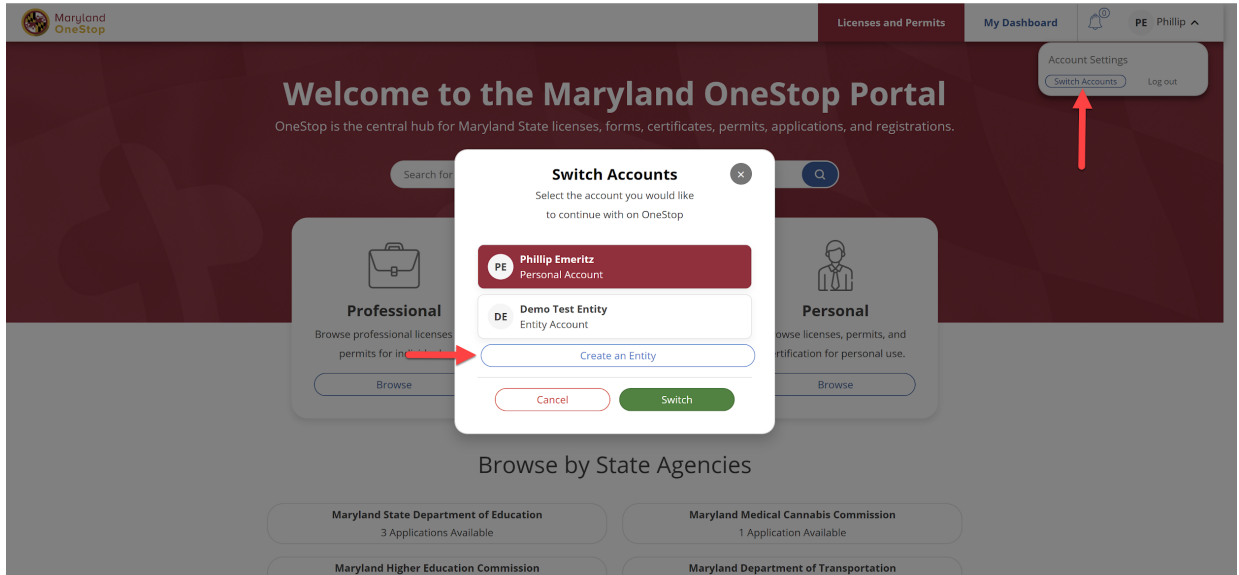 Maryland
OneStop
Licenses and Permits
My Dashboard
0
PE Phillip
Account Settings
Switch Accounts
Log out
Welcome to the Maryland OneStop Portal
OneStop is the central hub for Maryland State licenses, forms, certificates, permits, applications, and registrations.
Search for
Switch Accounts
Select the account you would like
to continue with on OneStop
PE
Phillip Emeritz
Personal Account
DE
Demo Test Entity
Entity Account
Create an Entity
Cancel
Switch
Professional
Browse professional licenses
permits for
Browse
Personal
licenses, permits, and
for personal use.
Browse
Browse by State Agencies
Maryland State Department of Education
3 Applications Available
Maryland Medical Cannabis Commission
1 Application Available
Maryland Higher Education Commission
Maryland Department of Transportation